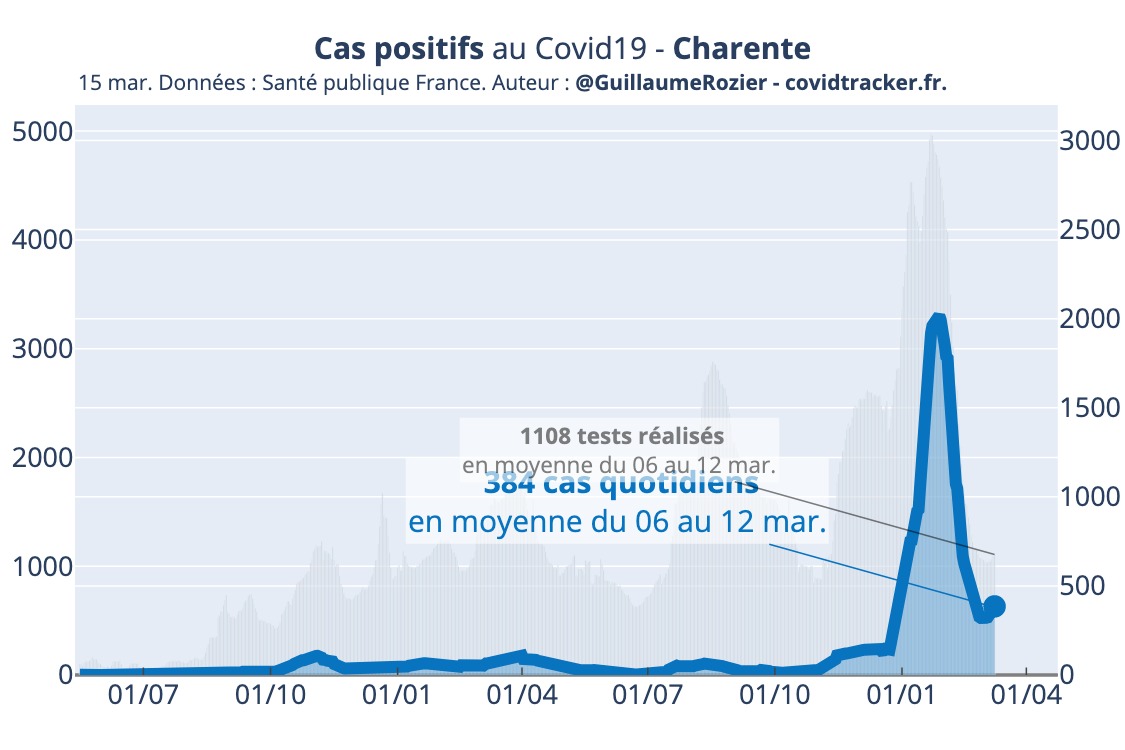 Cas positifs au Covid19 - Charente
15 mar. Données : Santé publique France. Auteur : @GuillaumeRozier - covidtracker.fr.
5000
4000
3000
2000
1000
0
3000
2500
2000
1500
1000
500
0
1108 tests réalisés
en moyenne du 06 au 12 mar.
384 cas quotidiens
en moyenne du 06 au 12 mar.
01/07 01/10 01/01 01/04 01/07 01/10 01/01 01/04